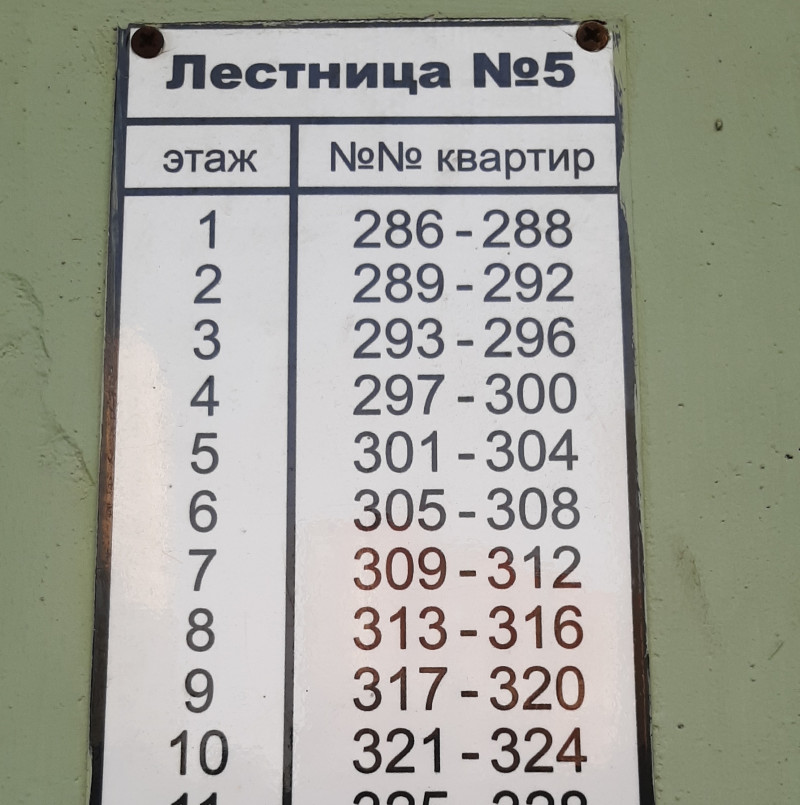 Лестница №5
этаж №№ квартир
1 286 - 288
2 289 - 292
3 293 - 296
4 297 - 300
5 301 - 304
6 305 - 308
7 309 - 312
8 313 - 316
9 317 - 320
10 321 - 324